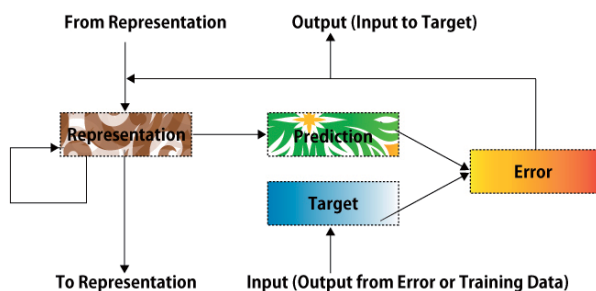 From Representation
Output (Input to Target)
Representation
Prediction
Error
Target
To Representation
Input (Output from Error or Training Data)